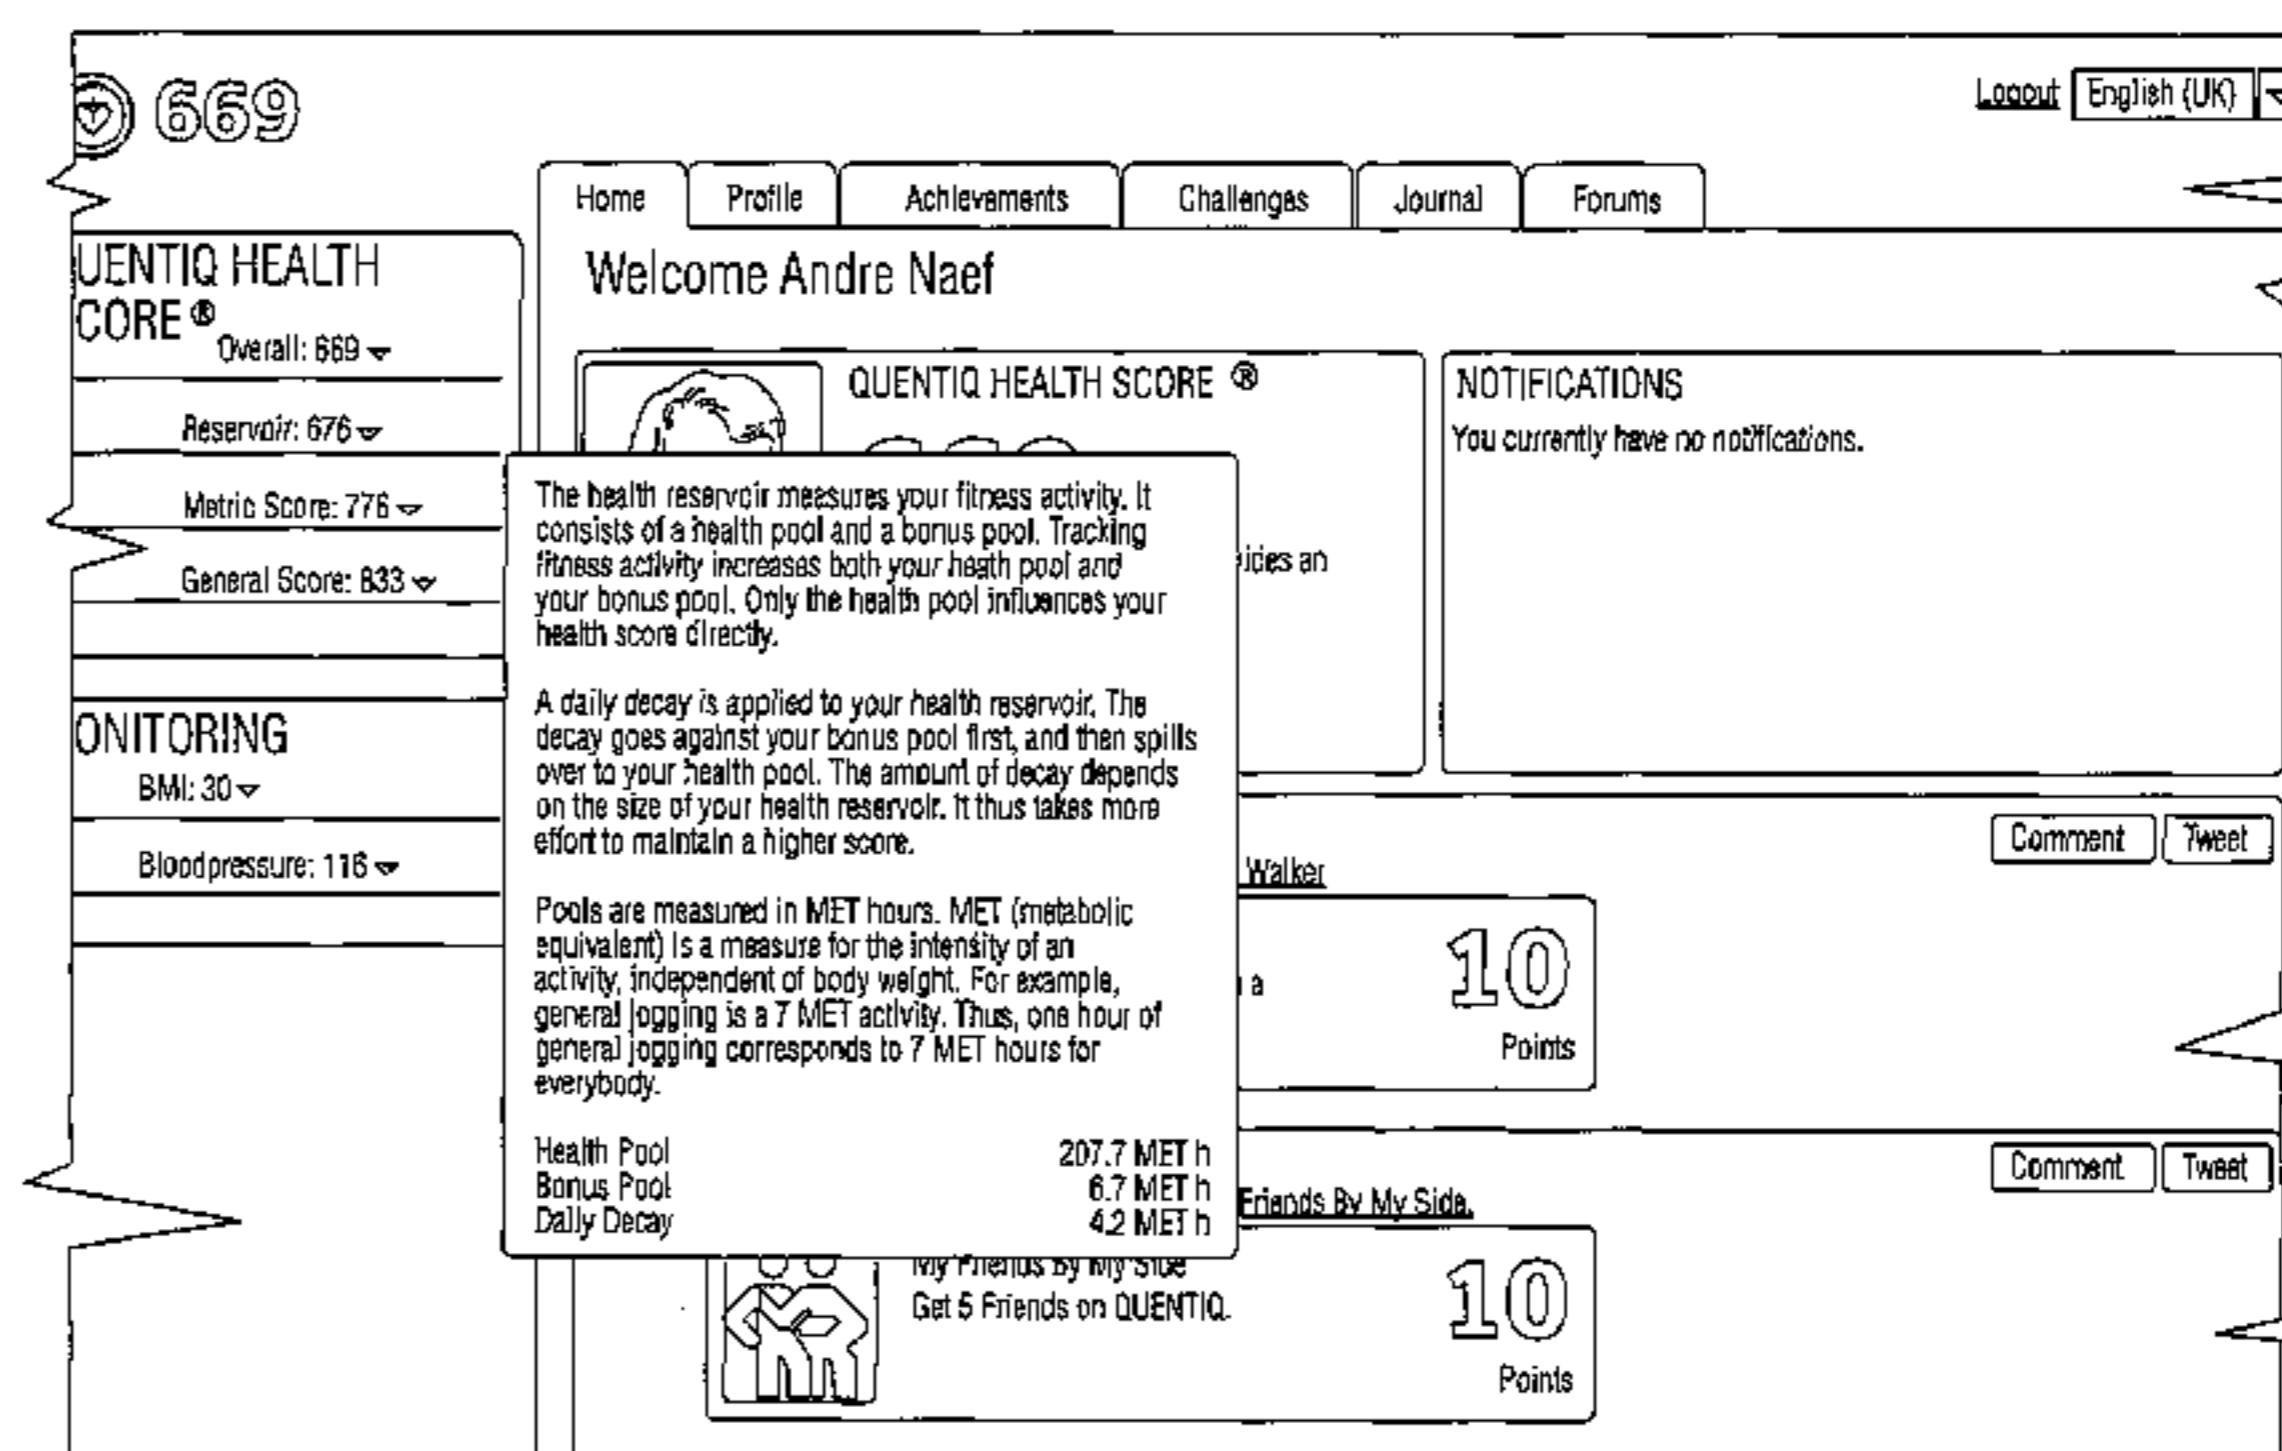 669
Logout English (UK)
Home Profile Achievements Challenges Journal Forums
UENTIQ HEALTH
CORE ®
Overall: 669
Reservoir: 676
Metric Score: 776
General Score: 833
ONITORING
BMI: 30
Bloodpressure: 116
Welcome Andre Naef
QUENTIQ HEALTH SCORE ®
NOTIFICATIONS
You currently have no notifications.
The health reservoir measures your fitness activity. It
consists of a health pool and a bonus pool. Tracking
fitness activity increases both your heath pool and
your bonus pool. Only the health pool influences your
health score directly.
A daily decay is applied to your health reservoir. The
decay goes against your bonus pool first, and then spills
over to your health pool. The amount of decay depends
on the size of your health reservoir. It thus takes more
effort to maintain a higher score.
Pools are measured in MET hours. MET (metabolic
equivalent) is a measure for the intensity of an
activity, independent of body weight. For example,
general jogging is a 7 MET activity. Thus, one hour of
general jogging corresponds to 7 MET hours for
everybody.
Health Pool 207.7 MET h
Bonus Pool 6.7 MET h
Daily Decay 4.2 MET h
an
Walker
Comment Tweet
a
10
Points
Friends By My Side.
Comment Tweet
My Friends By My Side
Get 5 Friends on QUENTIQ.
10
Points